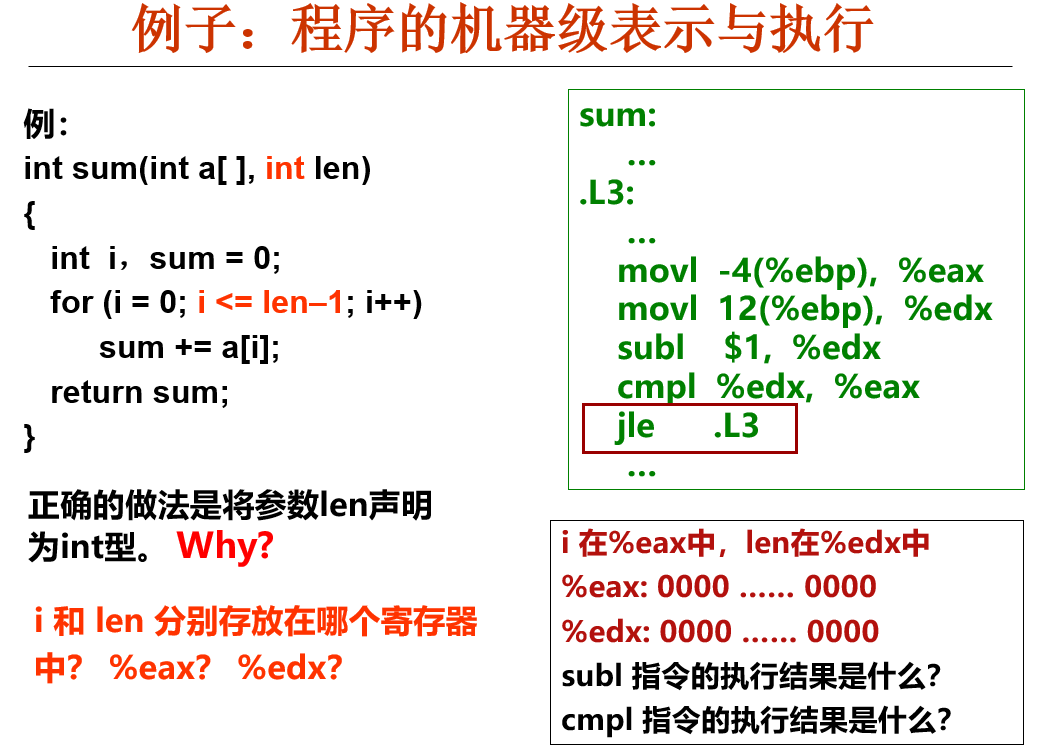 例子：程序的机器级表示与执行
例：
int sum(int a[ ], int len)
{
int i，sum = 0;
for (i = 0; i <= len–1; i++)
sum += a[i];
return sum;
}
正确的做法是将参数len声明
为int型。 Why?
i 和 len 分别存放在哪个寄存器
中？ %eax？ %edx？
sum:
...
.L3:
...
movl -4(%ebp), %eax
movl 12(%ebp), %edx
subl $1, %edx
cmpl %edx, %eax
jle .L3
...
i 在%eax中，len在%edx中
%eax: 0000 …… 0000
%edx: 0000 …… 0000
subl 指令的执行结果是什么？
cmpl 指令的执行结果是什么？